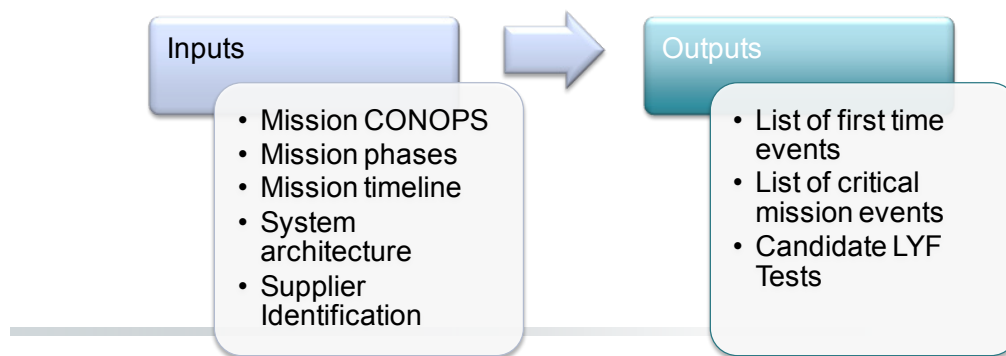 Inputs
• Mission CONOPS
• Mission phases
• Mission timeline
• System
architecture
• Supplier
Identification
Outputs
• List of first time
events
• List of critical
mission events
• Candidate LYF
Tests